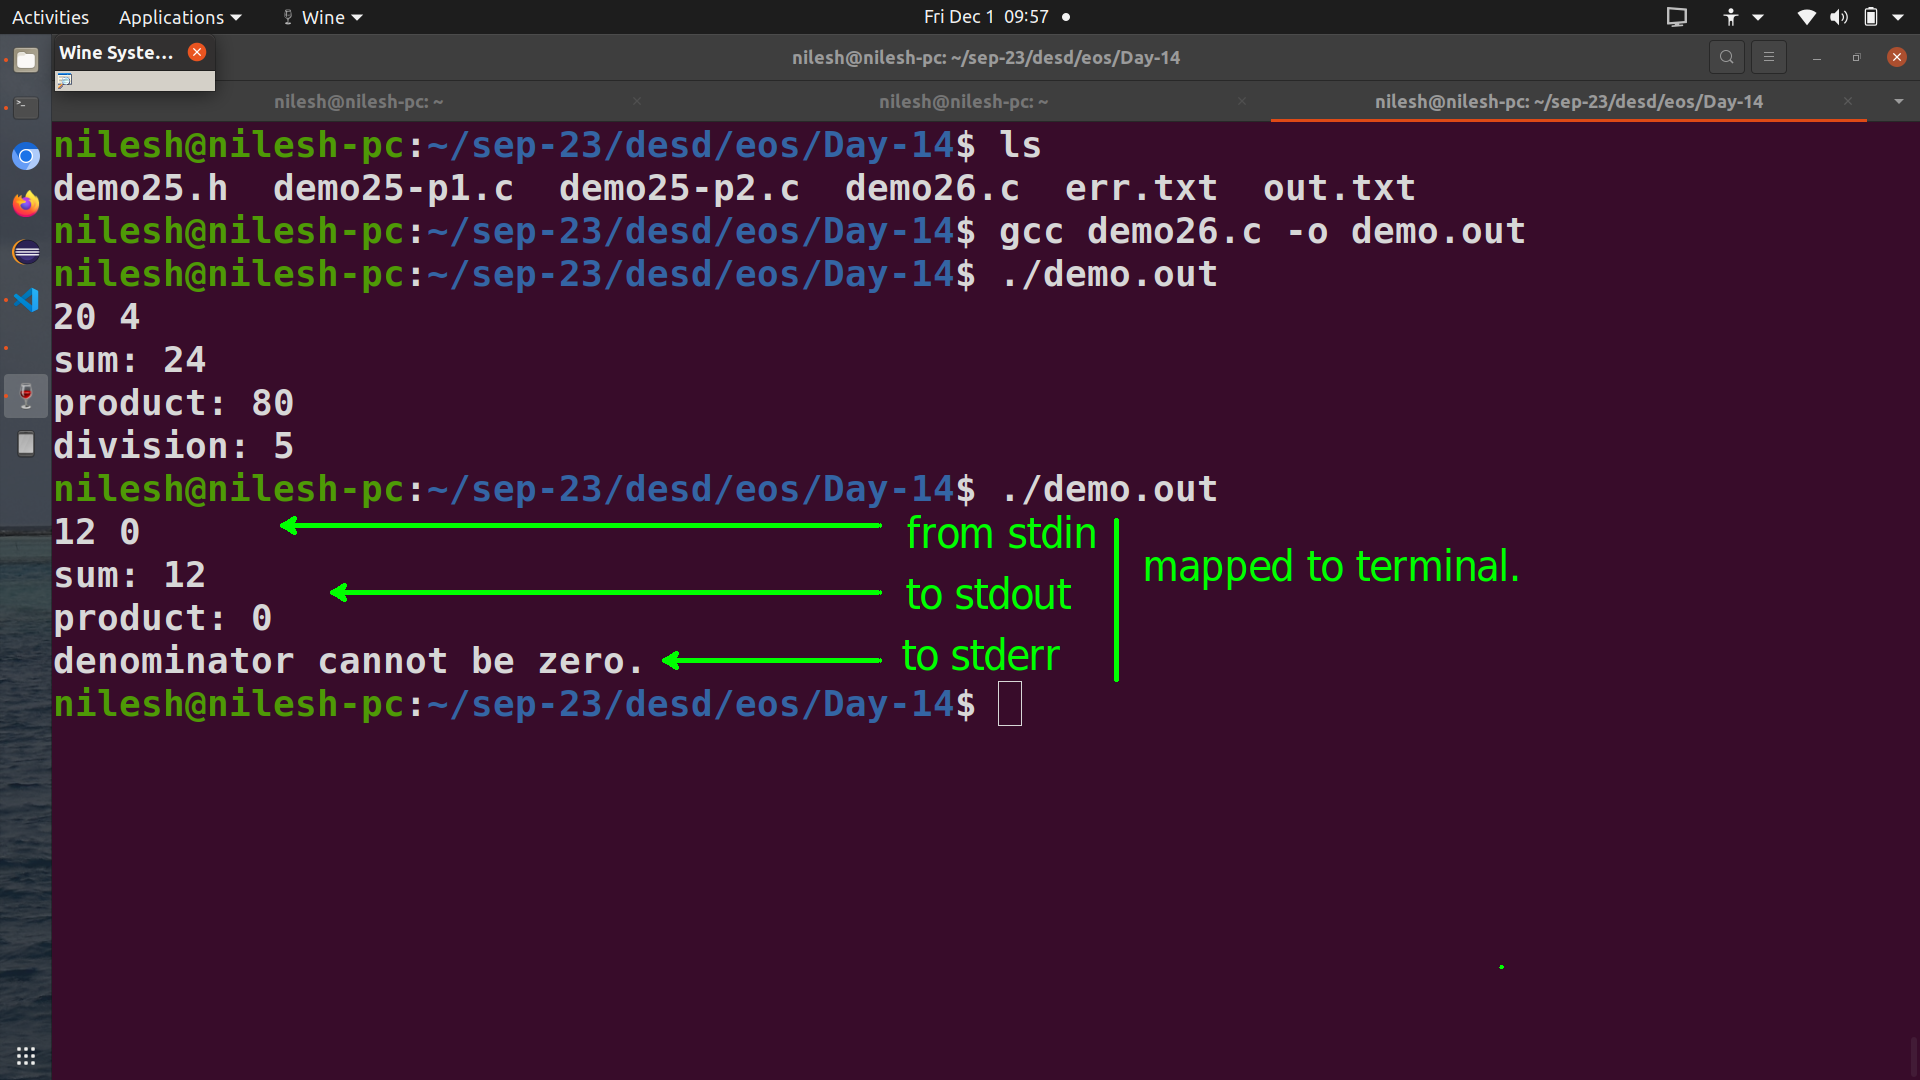 Activities Applications Wine Fri Dec 1 09:57
Wine Syste...
nilesh@nilesh-pc: ~/sep-23/desd/eos/Day-14
nilesh@nilesh-pc: ~ nilesh@nilesh-pc: ~ nilesh@nilesh-pc: ~/sep-23/desd/eos/Day-14
nilesh@nilesh-pc:~/sep-23/desd/eos/Day-14$ ls
demo25.h demo25-p1.c demo25-p2.c demo26.c err.txt out.txt
nilesh@nilesh-pc:~/sep-23/desd/eos/Day-14$ gcc demo26.c -o demo.out
nilesh@nilesh-pc:~/sep-23/desd/eos/Day-14$ ./demo.out
20 4
sum: 24
product: 80
division: 5
nilesh@nilesh-pc:~/sep-23/desd/eos/Day-14$ ./demo.out
12 0 from stdin
mapped to terminal.
sum: 12
to stdout
product: 0
denominator cannot be zero. to stderr
nilesh@nilesh-pc:~/sep-23/desd/eos/Day-14$